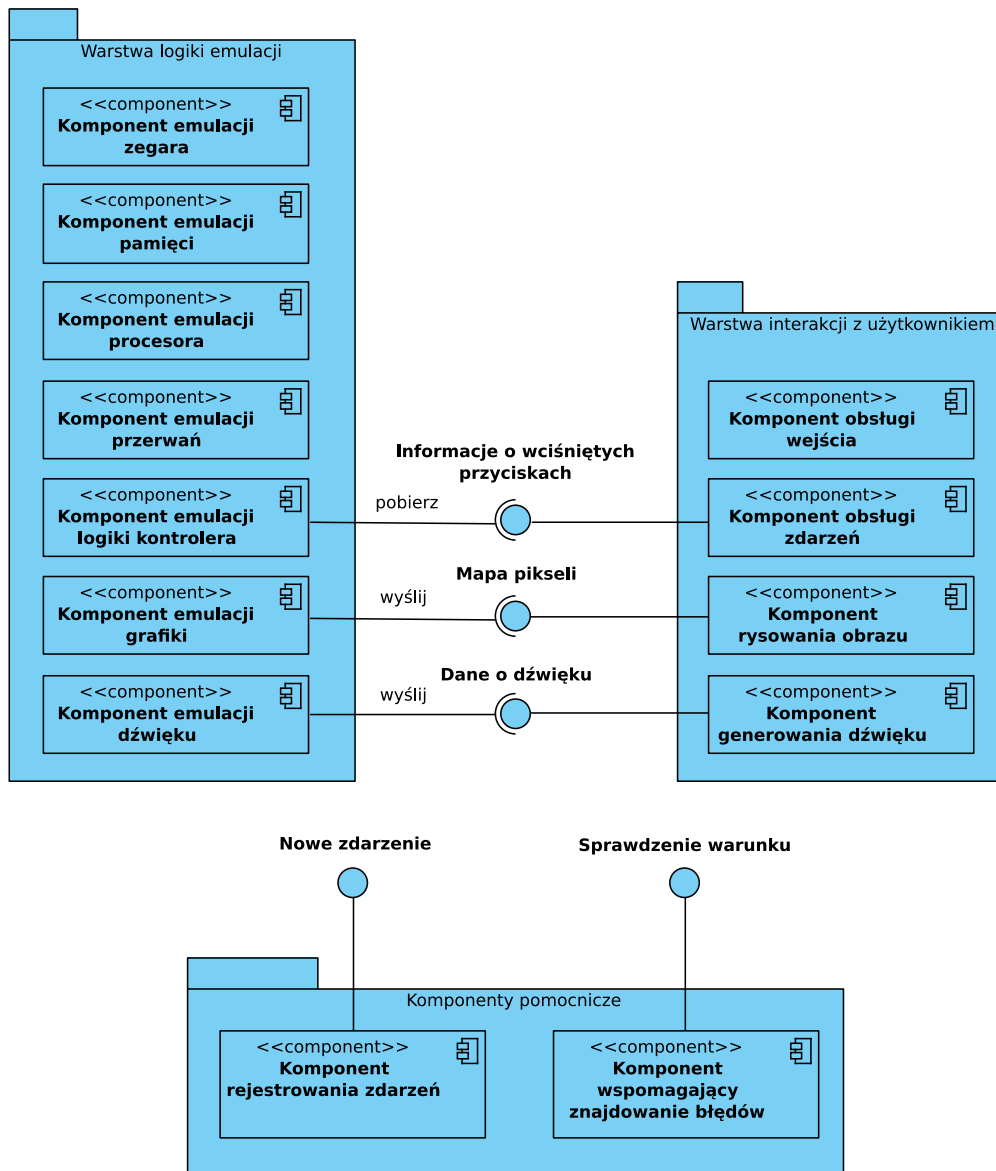 Warstwa logiki emulacji
<<component>>
Komponent emulacji
zegara
<<component>>
Komponent emulacji
pamięci
<<component>>
Komponent emulacji
procesora
<<component>>
Komponent emulacji
przerwań
<<component>>
Komponent emulacji
logiki kontrolera
<<component>>
Komponent emulacji
grafiki
<<component>>
Komponent emulacji
dźwięku
Informacje o wciśniętych
przyciskach
pobierz
Mapa pikseli
wyślij
Dane o dźwięku
wyślij
Warstwa interakcji z użytkownikiem
<<component>>
Komponent obsługi
wejścia
<<component>>
Komponent obsługi
zdarzeń
<<component>>
Komponent
rysowania obrazu
<<component>>
Komponent
generowania dźwięku
Nowe zdarzenie
Sprawdzenie warunku
Komponenty pomocnicze
<<component>>
Komponent
rejestrowania zdarzeń
<<component>>
Komponent
wspomagający
znajdowanie błędów